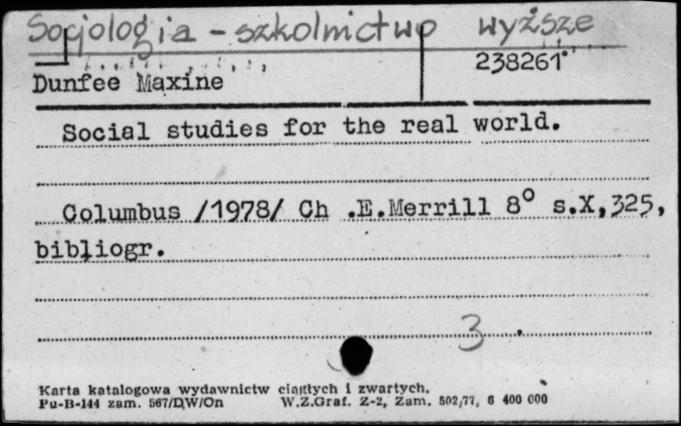 Socjologia - szkolnictwo wyższe
238261
Dunfee Maxine
Social studies for the real world.
Columbus /1978/ Ch .E.Merrill 8° s.X,325,
bibliogr.
3 .
Karta katalogowa wydawnictw ciągłych i zwartych.
Pu-B-144 zam. 567/DW/On W.Z.Graf. Z-2, Zam. 502/77, 6 400 000